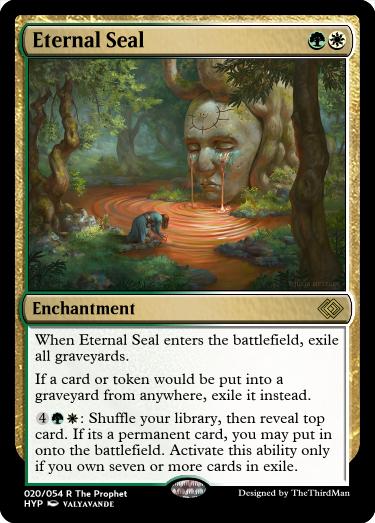 Eternal Seal
Enchantment
When Eternal Seal enters the battlefield, exile
all graveyards.
If a card or token would be put into a
graveyard from anywhere, exile it instead.
4: Shuffle your library, then reveal top
card. If its a permanent card, you may put in
onto the battlefield. Activate this ability only
if you own seven or more cards in exile.
020/054 R The Prophet
HYP VALYAVANDE
Designed by TheThirdMan